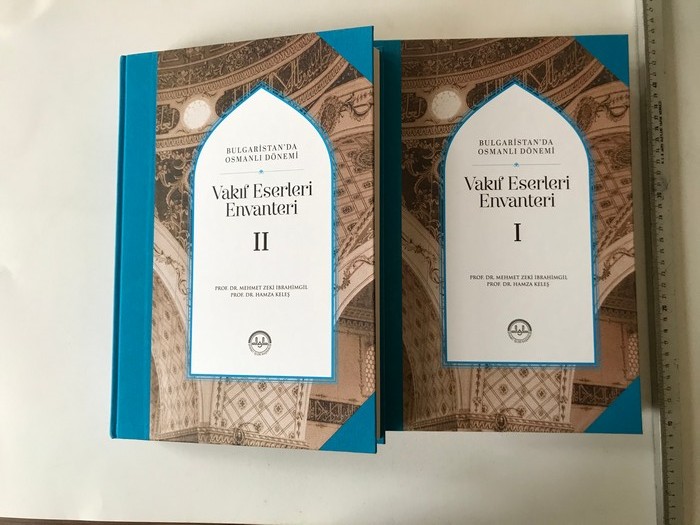 BULGARİSTAN'DA
OSMANLI DÖNEMİ
Vakıf Eserleri
Envanteri
II
PROF. DR. MEHMET ZEKİ İBRAHİMGİL
PROF. DR. HAMZA KELEŞ
BULGARİSTAN'DA
OSMANLI DÖNEMİ
Vakıf Eserleri
Envanteri
I
PROF. DR. MEHMET ZEKİ İBRAHİMGİL
PROF. DR. HAMZA KELEŞ